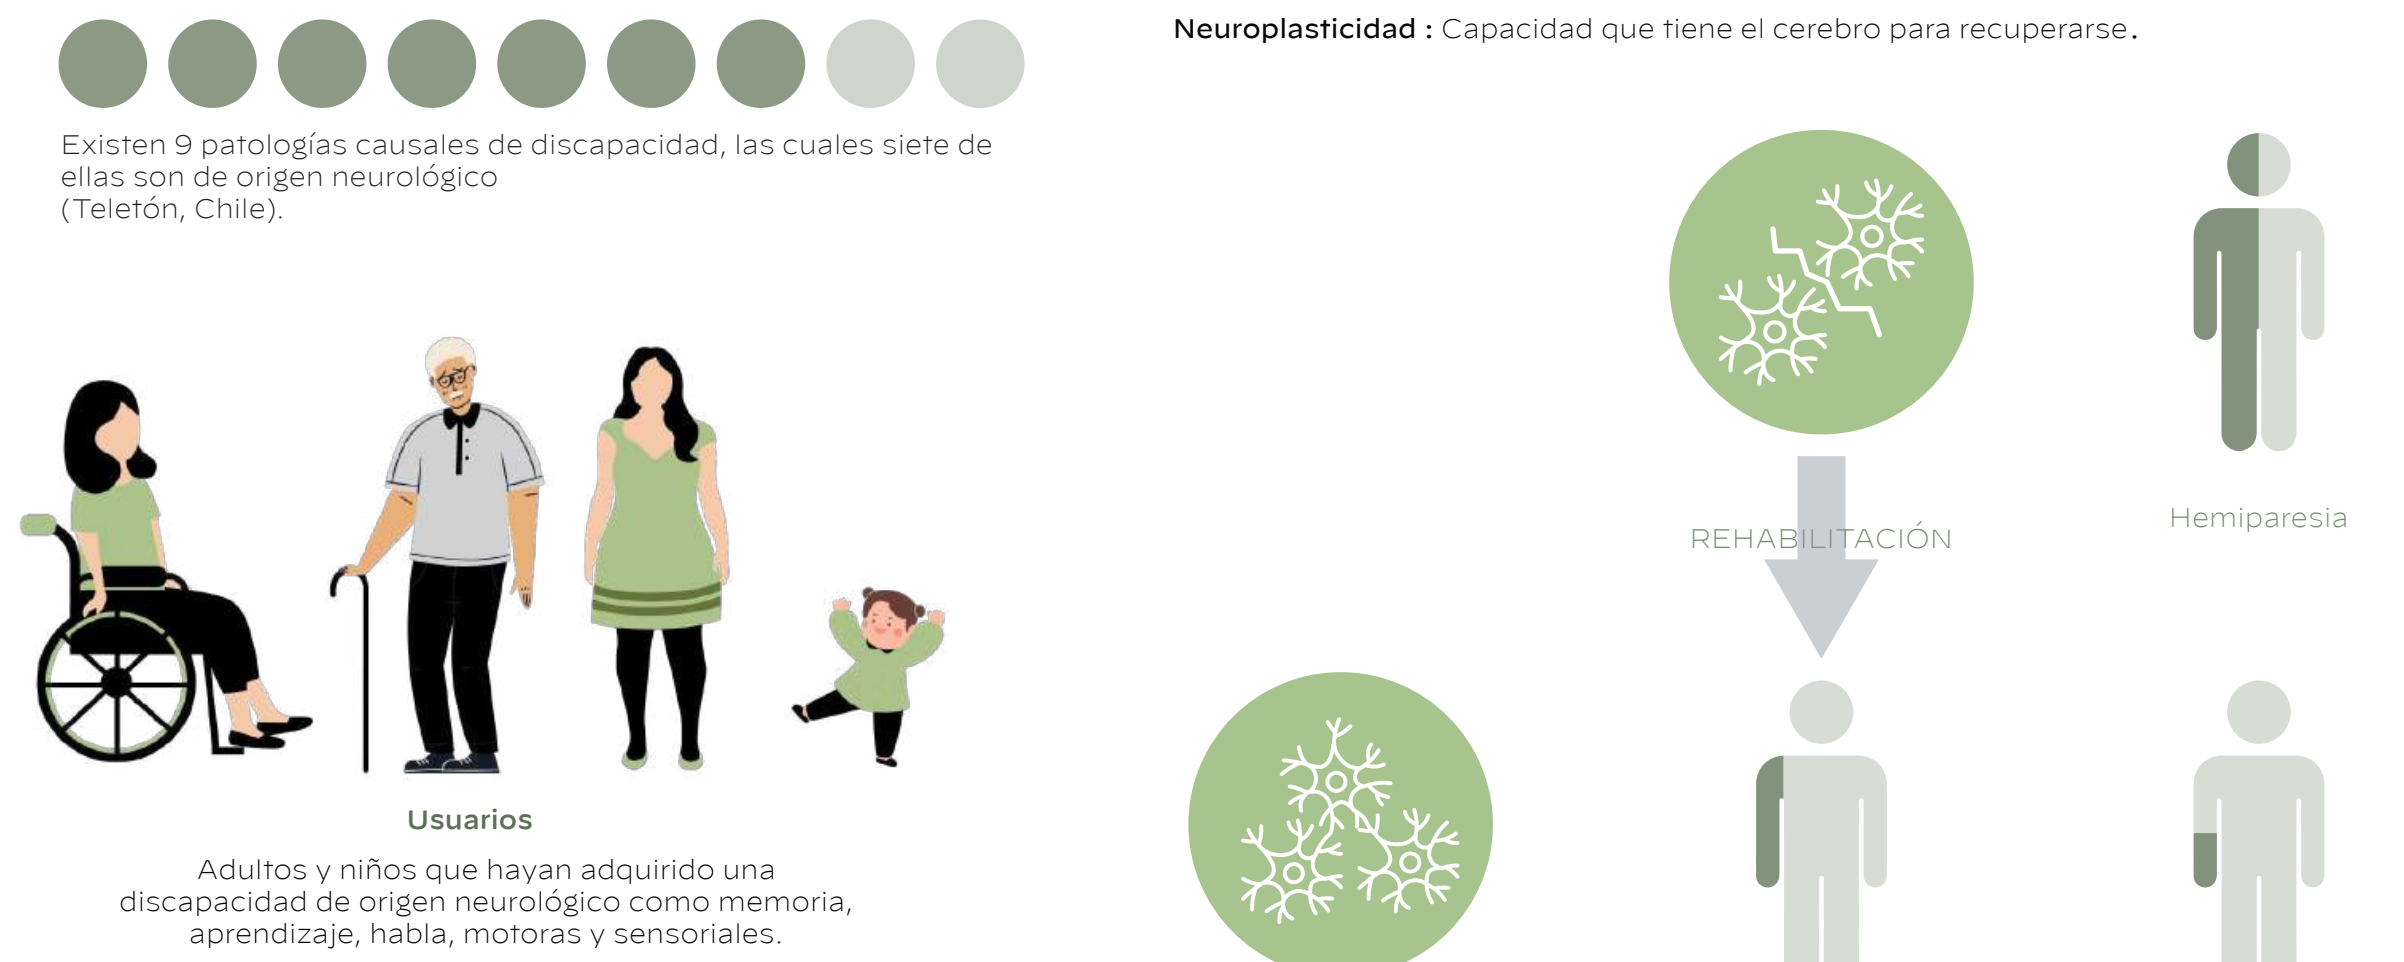 Existen 9 patologías causales de discapacidad, las cuales siete de
ellas son de origen neurológico
(Teletón, Chile).
Usuarios
Adultos y niños que hayan adquirido una
discapacidad de origen neurológico como memoria,
aprendizaje, habla, motoras y sensoriales.
Neuroplasticidad : Capacidad que tiene el cerebro para recuperarse.
REHABILITACIÓN
Hemiparesia